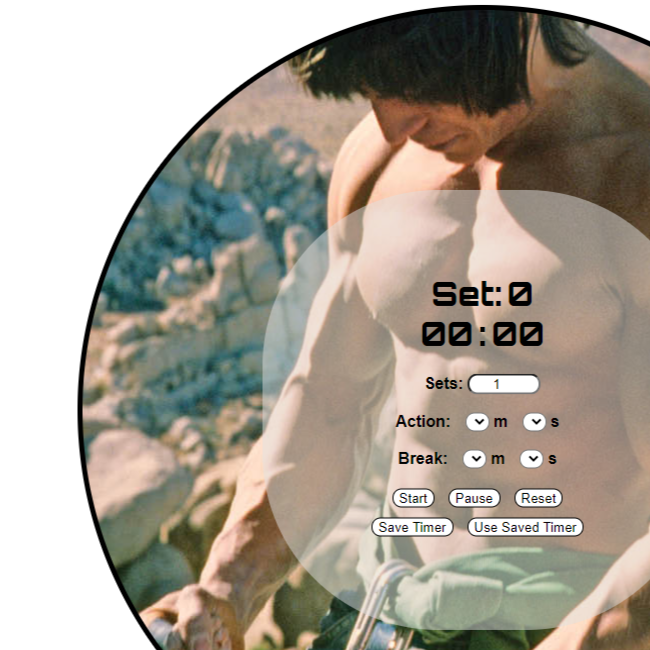 Set: 0
00:00
Sets: 1
Action: m s
Break: m s
Start Pause Reset
Save Timer Use Saved Timer